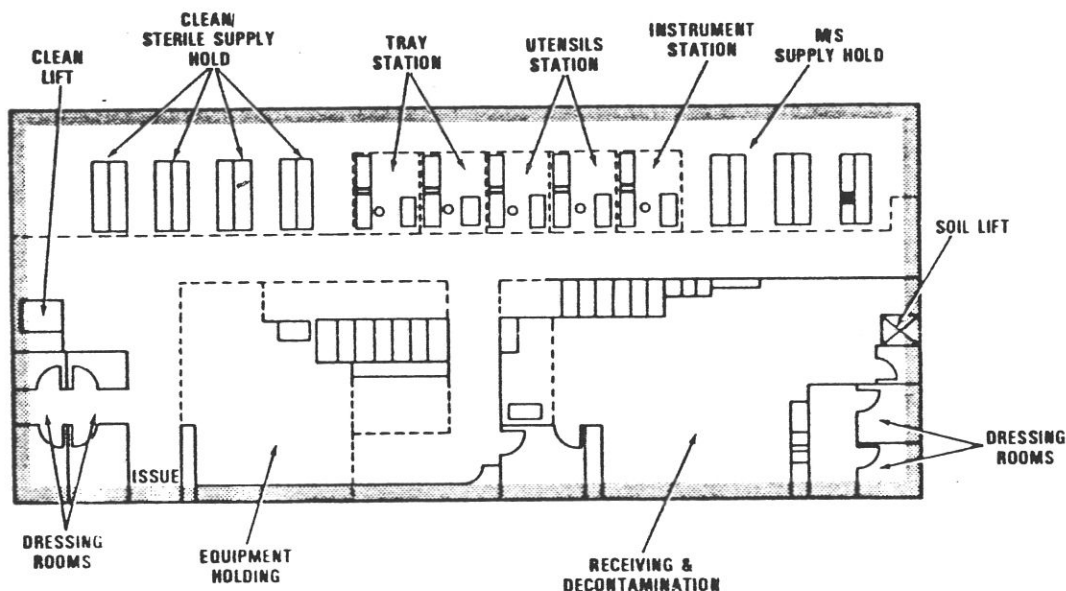 CLEAN
LIFT
CLEAN/
STERILE SUPPLY
HOLD
TRAY
STATION
UTENSILS
STATION
INSTRUMENT
STATION
M/S
SUPPLY HOLD
SOIL LIFT
ISSUE
DRESSING
ROOMS
DRESSING
ROOMS
EQUIPMENT
HOLDING
RECEIVING &
DECONTAMINATION